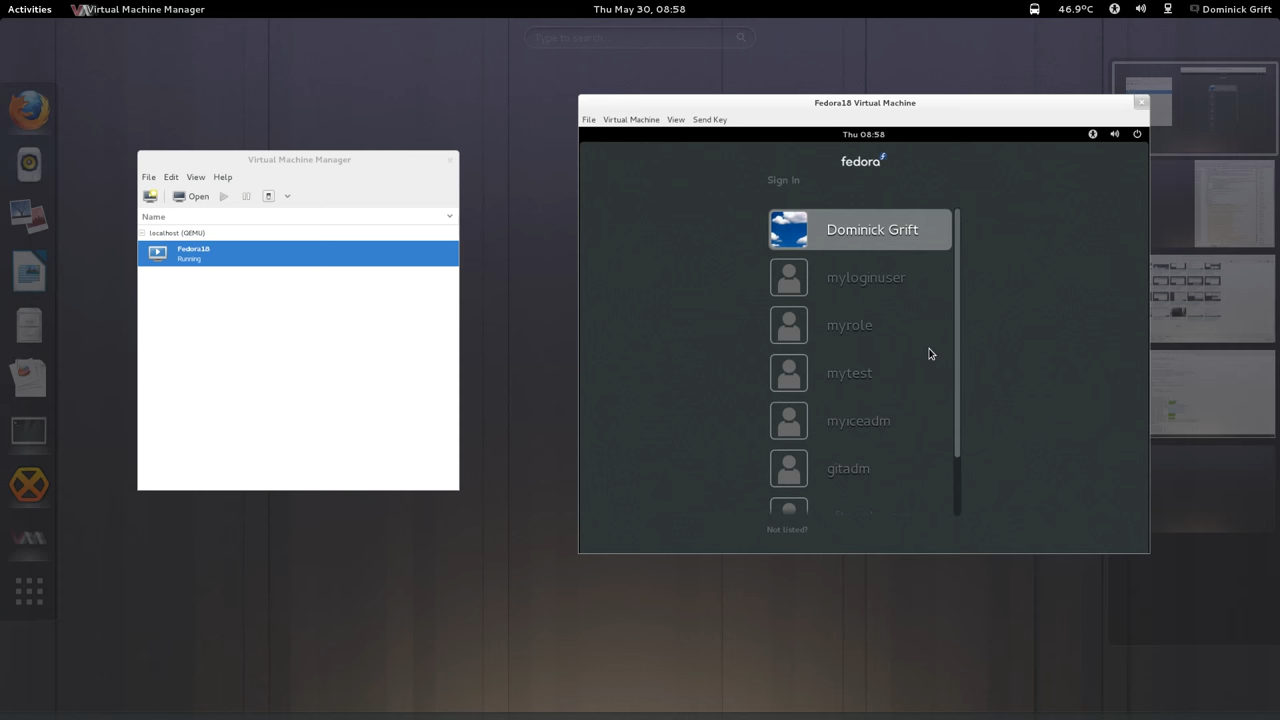 Activities Virtual Machine Manager Thu May 30, 08:58 46.9ºC Dominick Grift
Type to search...
Virtual Machine Manager
File Edit View Help
Open
Name
localhost (QEMU)
Fedora18
Running
Fedora18 Virtual Machine
File Virtual Machine View Send Key
Thu 08:58
fedora
Sign In
Dominick Grift
myloginuser
myrole
mytest
myiceadm
gitadm
Not listed?